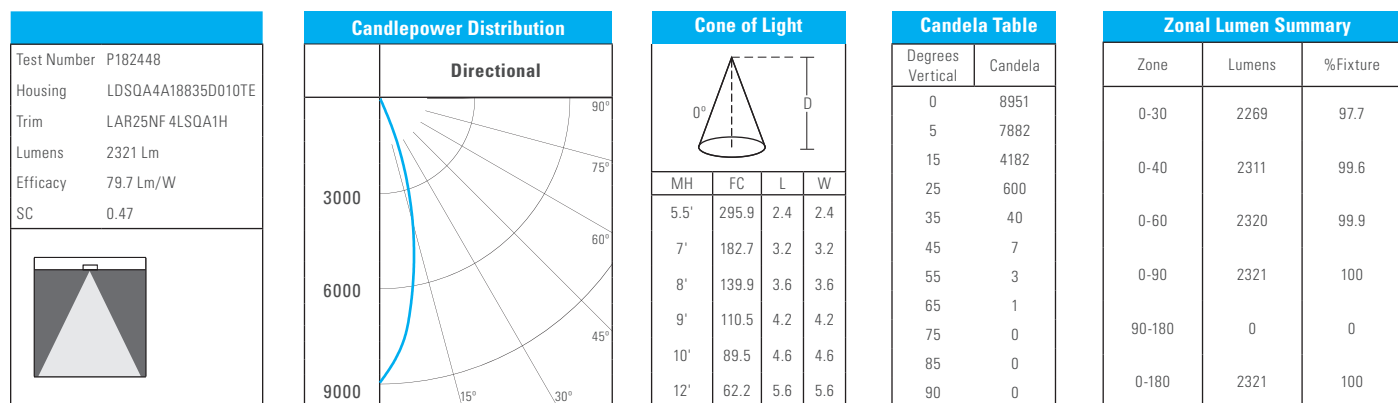 Test Number P182448
Housing LDSQA4A18835D010TE
Trim LAR25NF 4LSQA1H
Lumens 2321 Lm
Efficacy 79.7 Lm/W
SC 0.47
Candlepower Distribution
Directional
90°
75°
3000
60°
6000
45°
9000
15°
30°
Cone of Light
0°
D
MH FC L W
5.5' 295.9 2.4 2.4
7' 182.7 3.2 3.2
8' 139.9 3.6 3.6
9' 110.5 4.2 4.2
10' 89.5 4.6 4.6
12' 62.2 5.6 5.6
Candela Table
Degrees
Vertical
Candela
0 8951
5 7882
15 4182
25 600
35 40
45 7
55 3
65 1
75 0
85 0
90 0
Zonal Lumen Summary
Zone Lumens %Fixture
0-30 2269 97.7
0-40 2311 99.6
0-60 2320 99.9
0-90 2321 100
90-180 0 0
0-180 2321 100